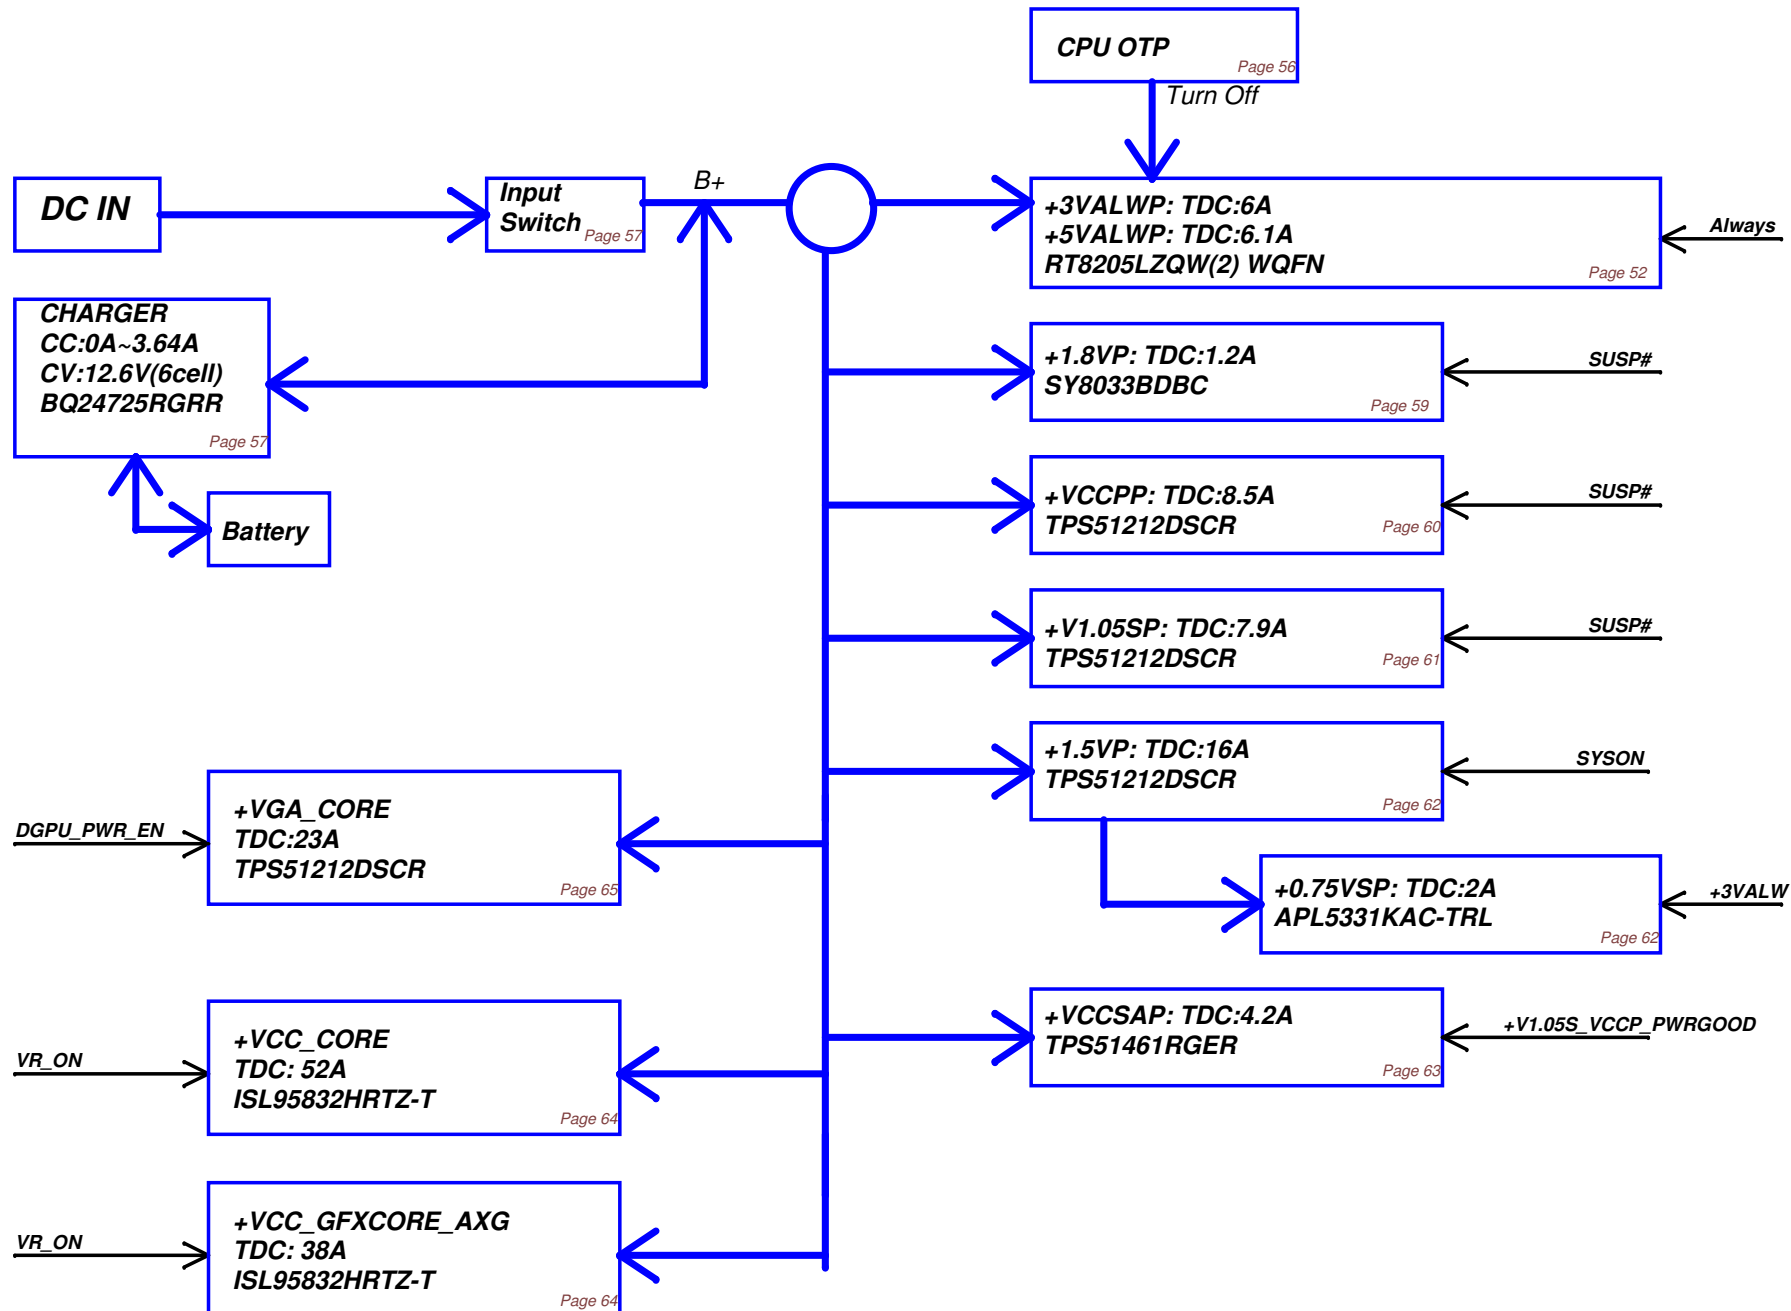 CPU OTP
Page 56
Turn Off
DC IN
Input
Switch
Page 57
B+
+3VALWP: TDC:6A
+5VALWP: TDC:6.1A
RT8205LZQW(2) WQFN
Page 52
Always
CHARGER
CC:0A~3.64A
CV:12.6V(6cell)
BQ24725RGRR
Page 57
Battery
+1.8VP: TDC:1.2A
SY8033BDBC
Page 59
SUSP#
+VCCPP: TDC:8.5A
TPS51212DSCR
Page 60
SUSP#
+V1.05SP: TDC:7.9A
TPS51212DSCR
Page 61
SUSP#
+1.5VP: TDC:16A
TPS51212DSCR
Page 62
SYSON
+0.75VSP: TDC:2A
APL5331KAC-TRL
Page 62
+3VALW
+VCCSAP: TDC:4.2A
TPS51461RGER
Page 63
+V1.05S_VCCP_PWRGOOD
DGPU_PWR_EN
+VGA_CORE
TDC:23A
TPS51212DSCR
Page 65
VR_ON
+VCC_CORE
TDC: 52A
ISL95832HRTZ-T
Page 64
VR_ON
+VCC_GFXCORE_AXG
TDC: 38A
ISL95832HRTZ-T
Page 64